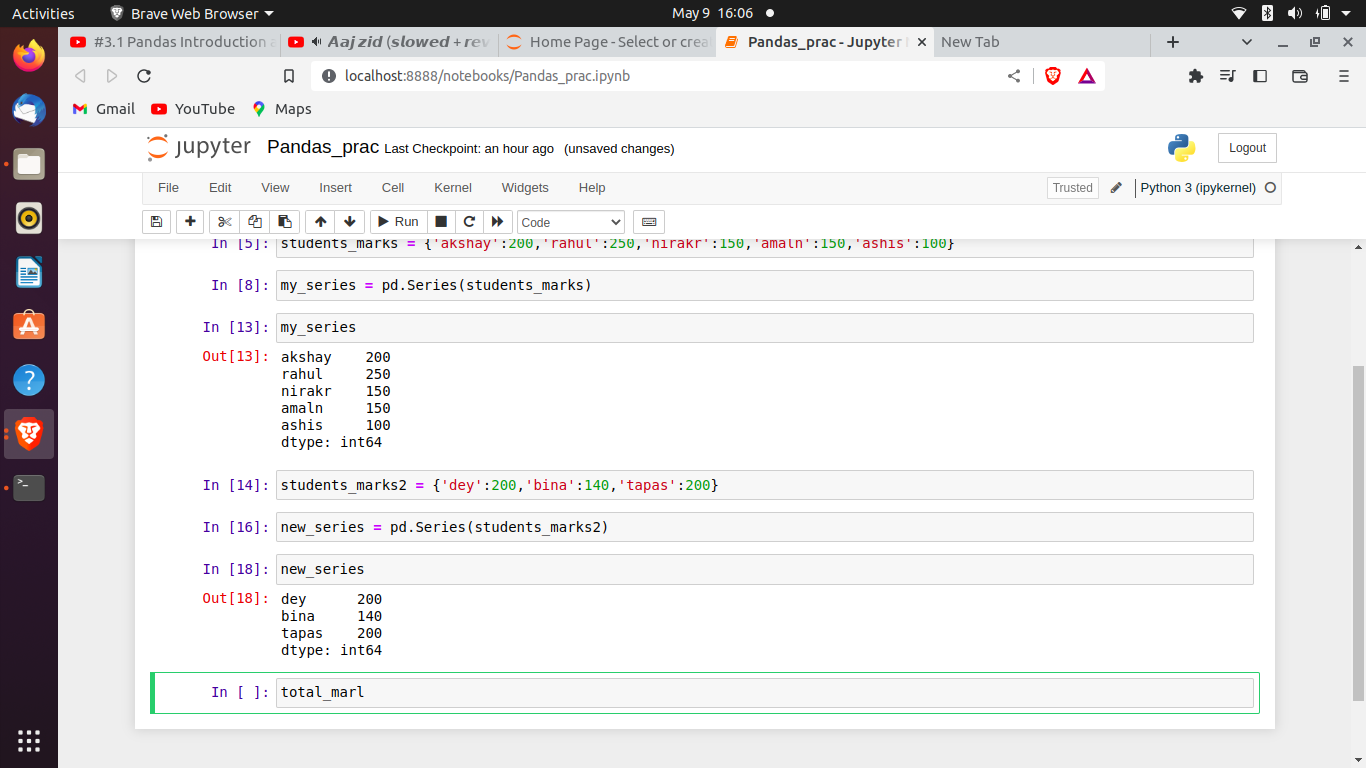 Activities Brave Web Browser May 9 16:06
#3.1 Pandas Introduction a
Aaj zid (slowed + rev
Home Page - Select or crea
Pandas_prac - Jupyter
New Tab
localhost:8888/notebooks/Pandas_prac.ipynb
Gmail YouTube Maps
jupyter Pandas_prac Last Checkpoint: an hour ago (unsaved changes) Logout
File Edit View Insert Cell Kernel Widgets Help Trusted Python 3 (ipykernel)
Run Code
In [5]: students_marks = {'akshay':200,'rahul':250,'nirakr':150,'amaln':150,'ashis':100}
In [8]: my_series = pd.Series(students_marks)
In [13]: my_series
Out[13]: akshay 200
rahul 250
nirakr 150
amaln 150
ashis 100
dtype: int64
In [14]: students_marks2 = {'dey':200,'bina':140,'tapas':200}
In [16]: new_series = pd.Series(students_marks2)
In [18]: new_series
Out[18]: dey 200
bina 140
tapas 200
dtype: int64
In [ ]: total_marl